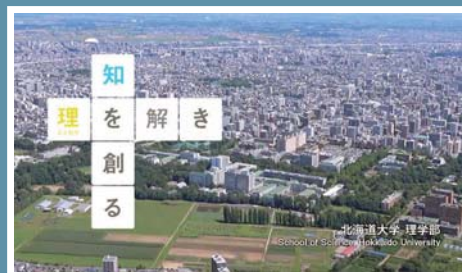 理を解き
知を創る
北海道大学 理学部
School of Science, Hokkaido University